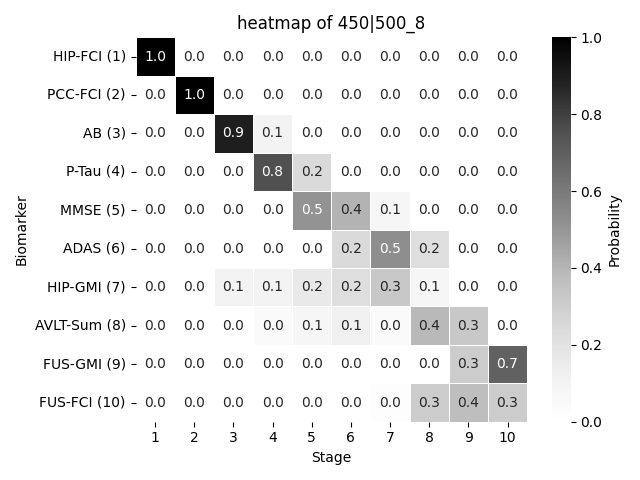 heatmap of 450|500_8
HIP-FCI (1) 1.0 0.0 0.0 0.0 0.0 0.0 0.0 0.0 0.0 0.0
PCC-FCI (2) 0.0 1.0 0.0 0.0 0.0 0.0 0.0 0.0 0.0 0.0
AB (3) 0.0 0.0 0.9 0.1 0.0 0.0 0.0 0.0 0.0 0.0
P-Tau (4) 0.0 0.0 0.0 0.8 0.2 0.0 0.0 0.0 0.0 0.0
MMSE (5) 0.0 0.0 0.0 0.0 0.5 0.4 0.1 0.0 0.0 0.0
ADAS (6) 0.0 0.0 0.0 0.0 0.0 0.2 0.5 0.2 0.0 0.0
HIP-GMI (7) 0.0 0.0 0.1 0.1 0.2 0.2 0.3 0.1 0.0 0.0
AVLT-Sum (8) 0.0 0.0 0.0 0.0 0.1 0.1 0.0 0.4 0.3 0.0
FUS-GMI (9) 0.0 0.0 0.0 0.0 0.0 0.0 0.0 0.0 0.3 0.7
FUS-FCI (10) 0.0 0.0 0.0 0.0 0.0 0.0 0.0 0.3 0.4 0.3
1 2 3 4 5 6 7 8 9 10
Stage
Biomarker
1.0
0.8
0.6
0.4
0.2
0.0
Probability